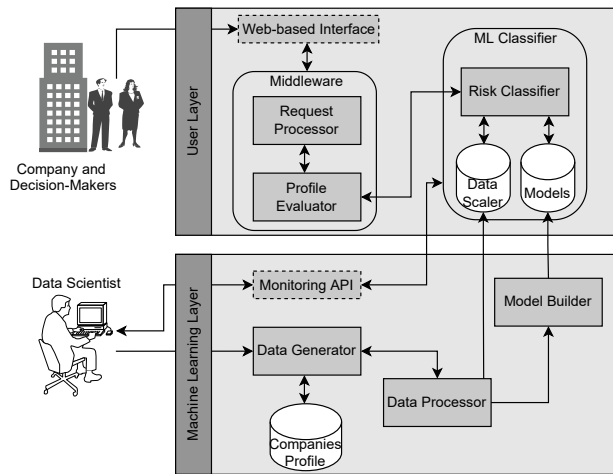 Web-based Interface
ML Classifier
Middleware
Request
Processor
Risk Classifier
User Layer
Company and
Decision-Makers
Profile
Evaluator
Data
Scaler
Models
Data Scientist
Monitoring API
Model Builder
Machine Learning Layer
Data Generator
Data Processor
Companies
Profile